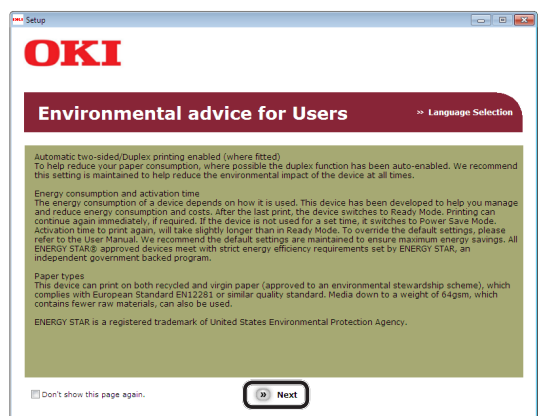 OKI Setup
OKI
Environmental advice for Users
» Language Selection
Automatic two-sided/Duplex printing enabled (where fitted)
To help reduce your paper consumption, where possible the duplex function has been auto-enabled. We recommend
this setting is maintained to help reduce the environmental impact of the device at all times.
Energy consumption and activation time
The energy consumption of a device depends on how it is used. This device has been developed to help you manage
and reduce energy consumption and costs. After the last print, the device switches to Ready Mode. Printing can
continue again immediately, if required. If the device is not used for a set time, it switches to Power Save Mode.
Activation time to print again, will take slightly longer than in Ready Mode. To override the default settings, please
refer to the User Manual. We recommend the default settings are maintained to ensure maximum energy savings. All
ENERGY STAR® approved devices meet with strict energy efficiency requirements set by ENERGY STAR, an
independent government backed program.
Paper types
This device can print on both recycled and virgin paper (approved to an environmental stewardship scheme), which
complies with European Standard EN12281 or similar quality standard. Media down to a weight of 64gsm, which
contains fewer raw materials, can also be used.
ENERGY STAR is a registered trademark of United States Environmental Protection Agency.
Don't show this page again.
» Next